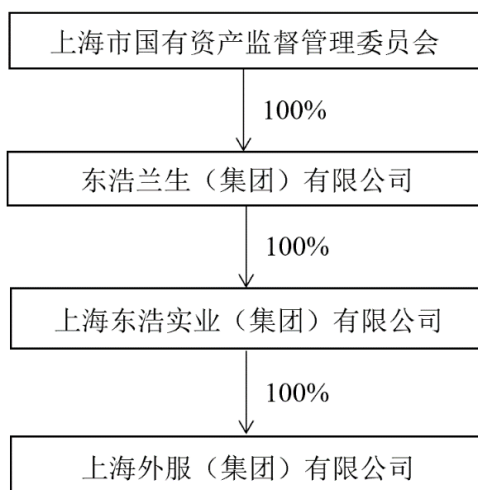 上海市国有资产监督管理委员会
100%
东浩兰生（集团）有限公司
100%
上海东浩实业（集团）有限公司
100%
上海外服（集团）有限公司